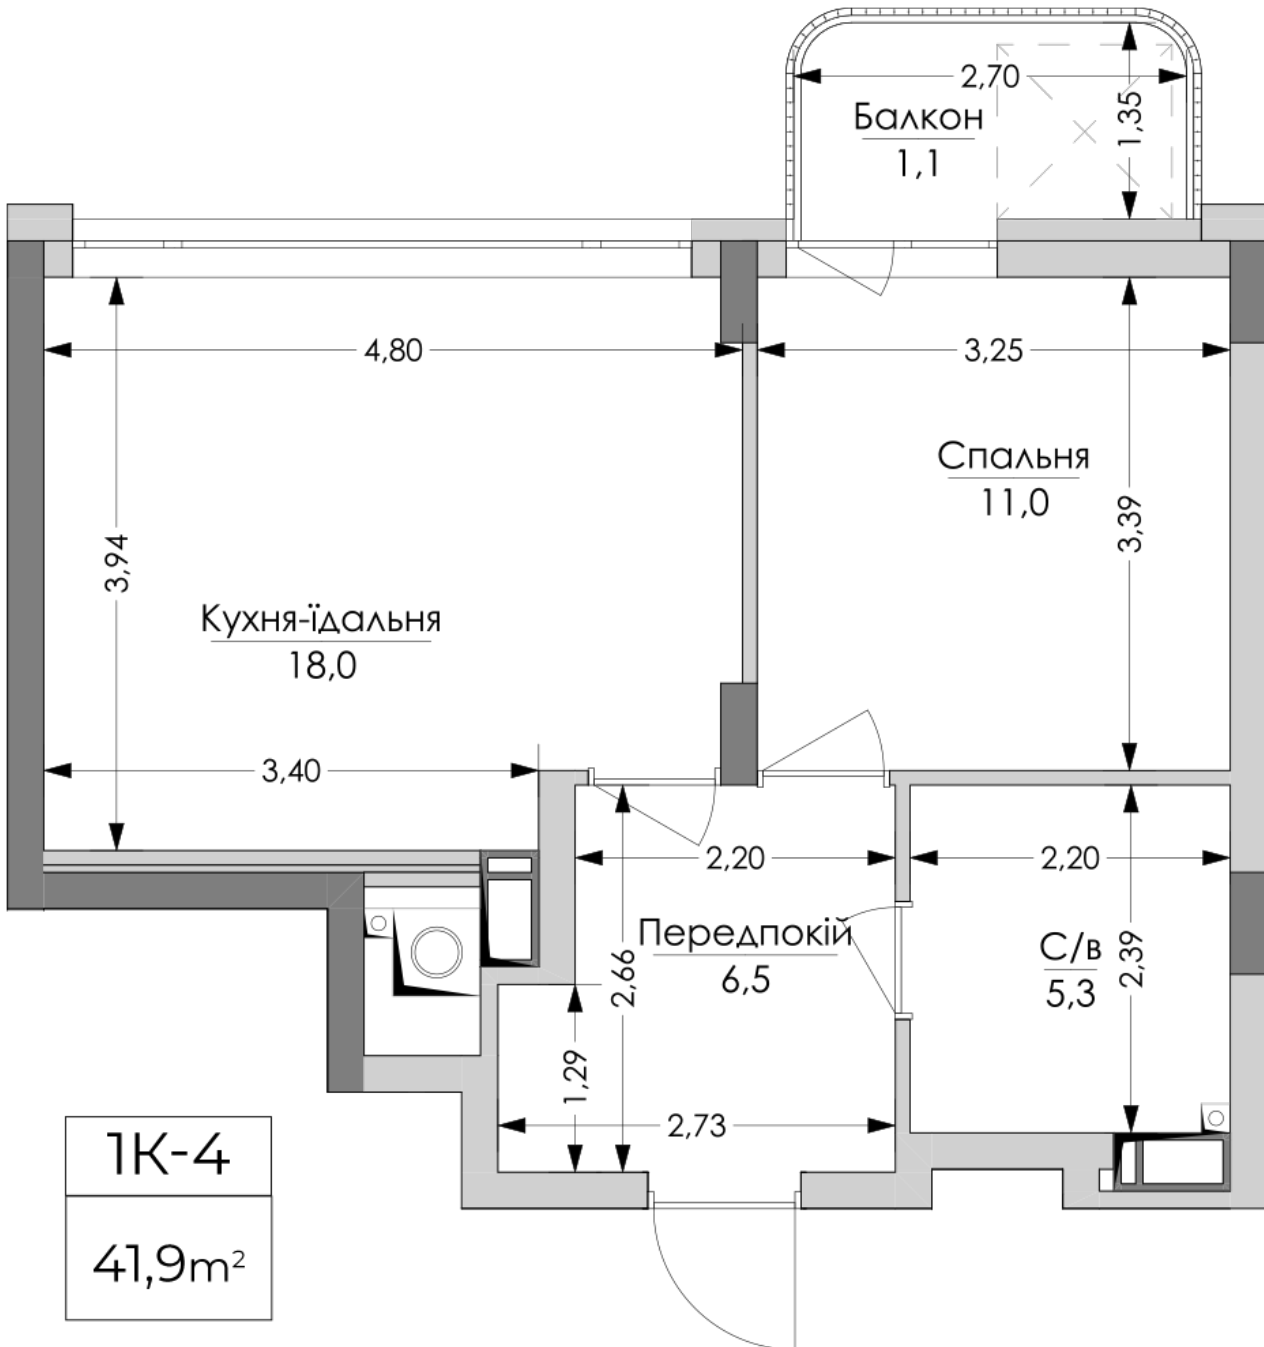 2,70
1,35
Балкон
1,1
4,80
3,25
Спальня
11,0
3,39
3,94
Кухня-їдальня
18,0
3,40
2,20
2,20
Передпокій
6,5
2,66
С/в
5,3
2,39
1,29
2,73
1К-4
41,9m²